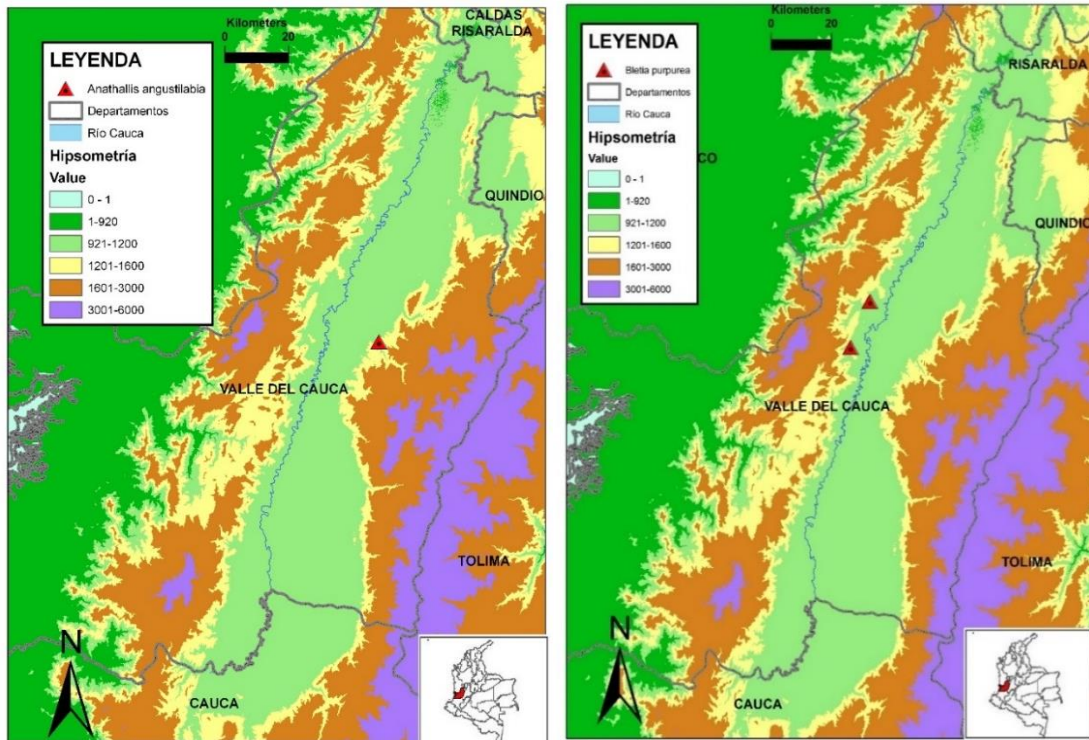 Kilometers
0 20
LEYENDA
Anathallis angustilabia
Departamentos
Río Cauca
Hipsometría
Value
0 - 1
1-920
921-1200
1201-1600
1601-3000
3001-6000
CALDAS
RISARALDA
QUINDIO
VALLE DEL CAUCA
TOLIMA
CAUCA
N
Kilometers
0 20
LEYENDA
Bletia purpurea
Departamentos
Río Cauca
Hipsometría
Value
0 - 1
1-920
921-1200
1201-1600
1601-3000
3001-6000
RISARALDA
CO
QUINDIO
VALLE DEL CAUCA
TOLIMA
CAUCA
N